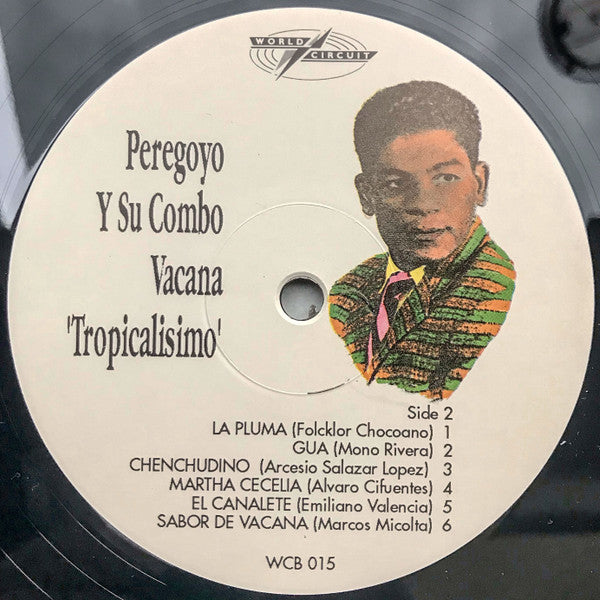 WORLD CIRCUIT
Peregoyo
Y Su Combo
Vacana
'Tropicalisimo'
Side 2
LA PLUMA (Folcklor Chocoano) 1
GUA (Mono Rivera) 2
CHENCHUDINO (Arcesio Salazar Lopez) 3
MARTHA CECELIA (Alvaro Cifuentes) 4
EL CANALETE (Emiliano Valencia) 5
SABOR DE VACANA (Marcos Micolta) 6
WCB 015